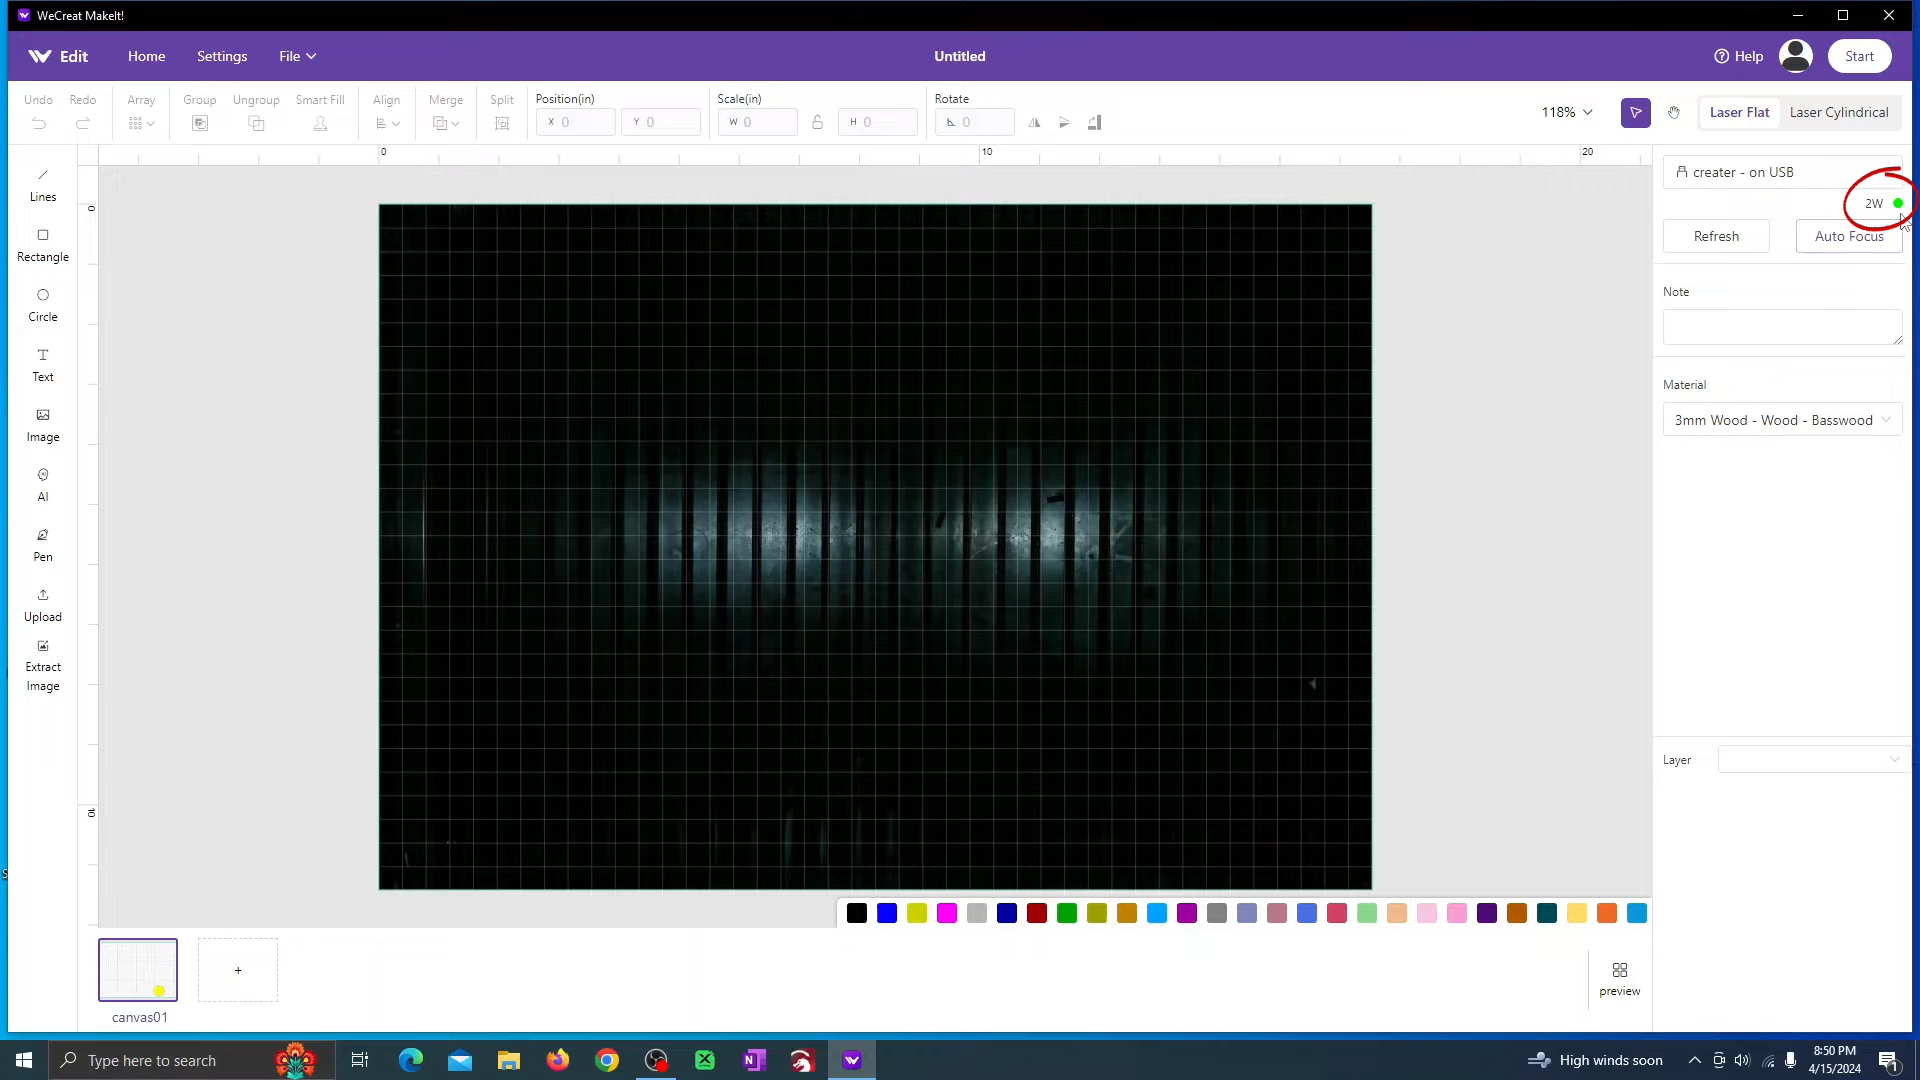 WeCreat MakeIt!
Edit
Home
Settings
File
Untitled
Help
Start
Undo
Redo
Array
Group
Ungroup
Smart Fill
Align
Merge
Split
Position(in)
X 0
Y 0
Scale(in)
W 0
H 0
Rotate
0
118%
Laser Flat
Laser Cylindrical
0
10
20
0
10
Lines
Rectangle
Circle
Text
Image
AI
Pen
Upload
Extract
Image
creater - on USB
2W
Refresh
Auto Focus
Note
Material
3mm Wood - Wood - Basswood
Layer
+
canvas01
preview
Type here to search
High winds soon
8:50 PM
4/15/2024
1